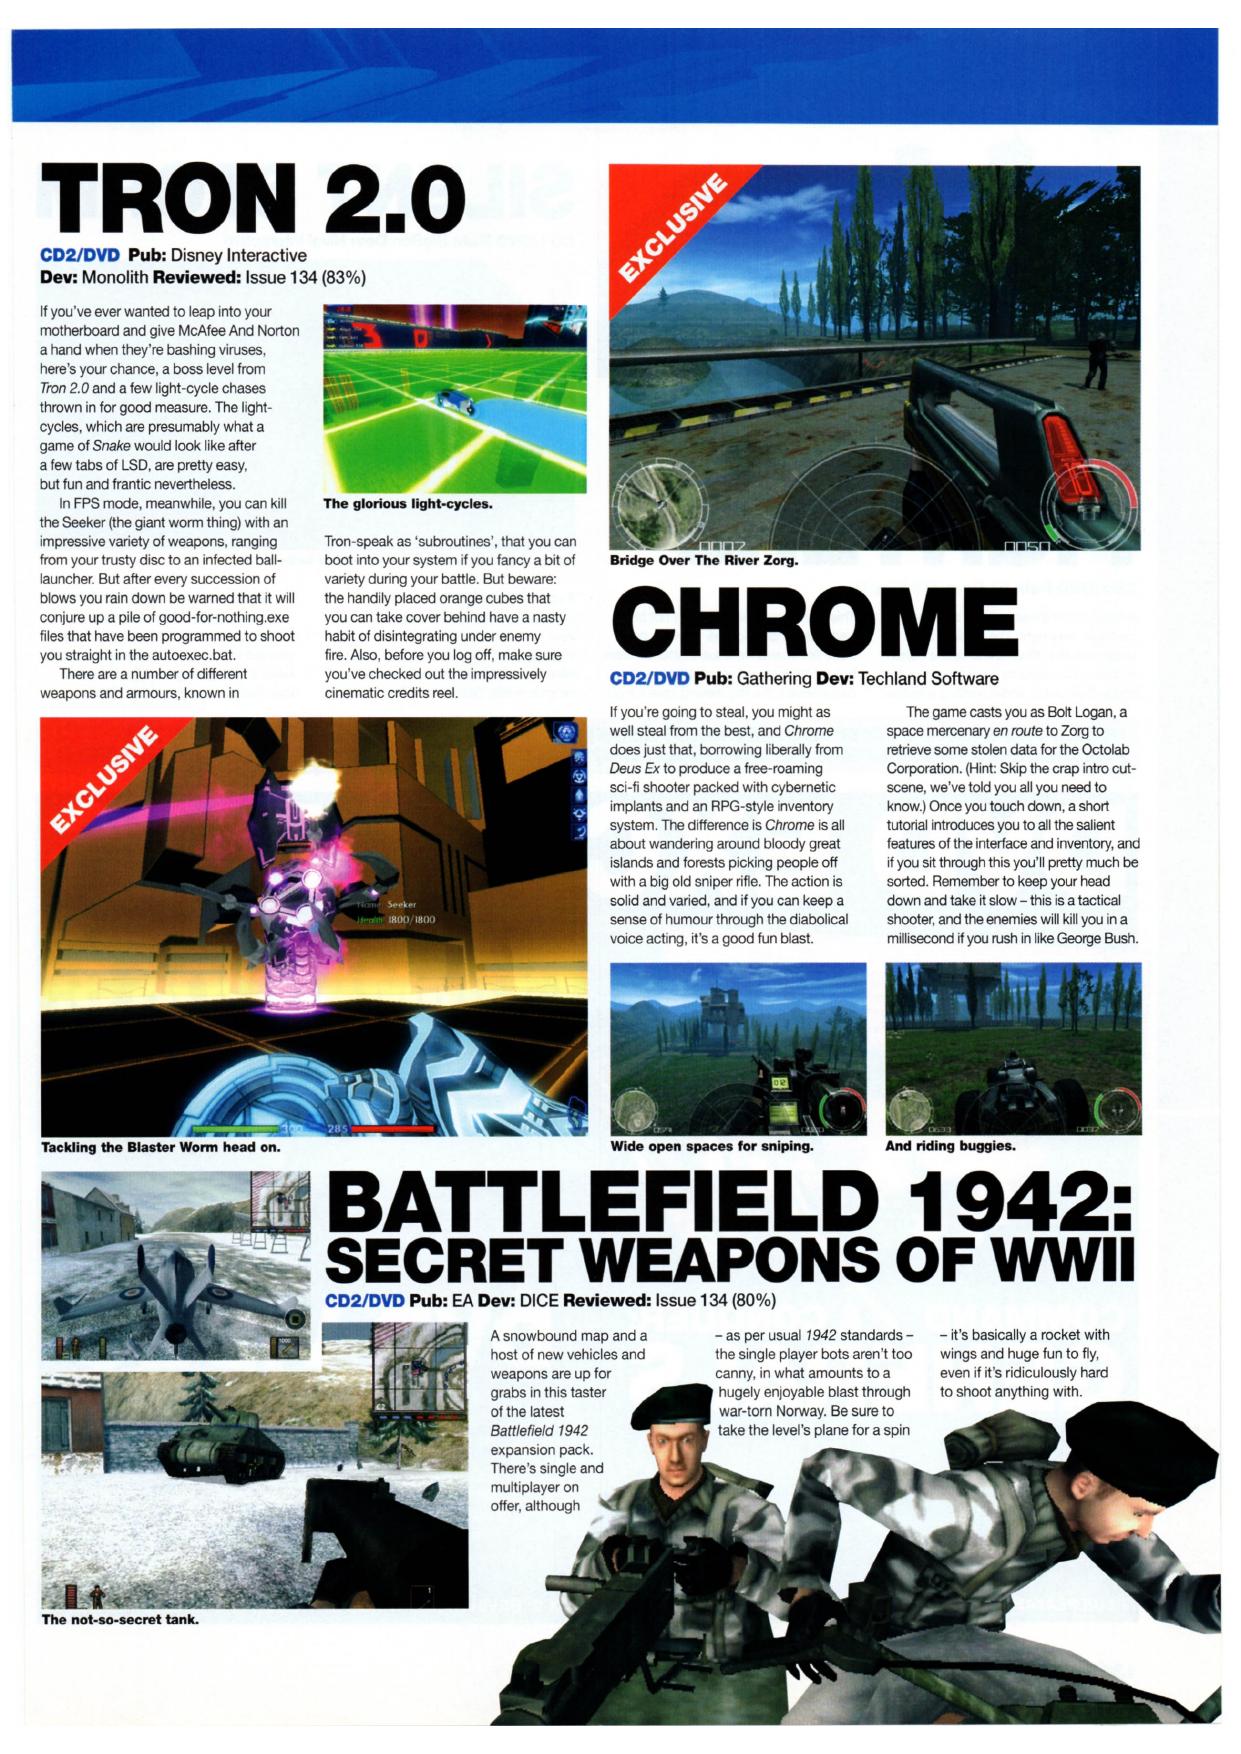 TRON 2.0
CD2/DVD Pub: Disney Interactive
Dev: Monolith Reviewed: Issue 134 (83%)
If you've ever wanted to leap into your
motherboard and give McAfee And Norton
a hand when they're bashing viruses,
here's your chance, a boss level from
Tron 2.0 and a few light-cycle chases
thrown in for good measure. The light-
cycles, which are presumably what a
game of Snake would look like after
a few tabs of LSD, are pretty easy,
but fun and frantic nevertheless.
In FPS mode, meanwhile, you can kill
the Seeker (the giant worm thing) with an
impressive variety of weapons, ranging
from your trusty disc to an infected ball-
launcher. But after every succession of
blows you rain down be warned that it will
conjure up a pile of good-for-nothing.exe
files that have been programmed to shoot
you straight in the autoexec.bat.
There are a number of different
weapons and armours, known in
The glorious light-cycles.
Tron-speak as 'subroutines', that you can
boot into your system if you fancy a bit of
variety during your battle. But beware:
the handily placed orange cubes that
you can take cover behind have a nasty
habit of disintegrating under enemy
fire. Also, before you log off, make sure
you've checked out the impressively
cinematic credits reel.
EXCLUSIVE
Name: Seeker
Health: 1800/1800
300 285
Tackling the Blaster Worm head on.
EXCLUSIVE
0007
0050
Bridge Over The River Zorg.
CHROME
CD2/DVD Pub: Gathering Dev: Techland Software
If you're going to steal, you might as
well steal from the best, and Chrome
does just that, borrowing liberally from
Deus Ex to produce a free-roaming
sci-fi shooter packed with cybernetic
implants and an RPG-style inventory
system. The difference is Chrome is all
about wandering around bloody great
islands and forests picking people off
with a big old sniper rifle. The action is
solid and varied, and if you can keep a
sense of humour through the diabolical
voice acting, it's a good fun blast.
The game casts you as Bolt Logan, a
space mercenary en route to Zorg to
retrieve some stolen data for the Octolab
Corporation. (Hint: Skip the crap intro cut-
scene, we've told you all you need to
know.) Once you touch down, a short
tutorial introduces you to all the salient
features of the interface and inventory, and
if you sit through this you'll pretty much be
sorted. Remember to keep your head
down and take it slow – this is a tactical
shooter, and the enemies will kill you in a
millisecond if you rush in like George Bush.
Wide open spaces for sniping.
And riding buggies.
BATTLEFIELD 1942:
SECRET WEAPONS OF WWII
CD2/DVD Pub: EA Dev: DICE Reviewed: Issue 134 (80%)
A snowbound map and a
host of new vehicles and
weapons are up for
grabs in this taster
of the latest
Battlefield 1942
expansion pack.
There's single and
multiplayer on
offer, although
– as per usual 1942 standards –
the single player bots aren't too
canny, in what amounts to a
hugely enjoyable blast through
war-torn Norway. Be sure to
take the level's plane for a spin
– it's basically a rocket with
wings and huge fun to fly,
even if it's ridiculously hard
to shoot anything with.
The not-so-secret tank.